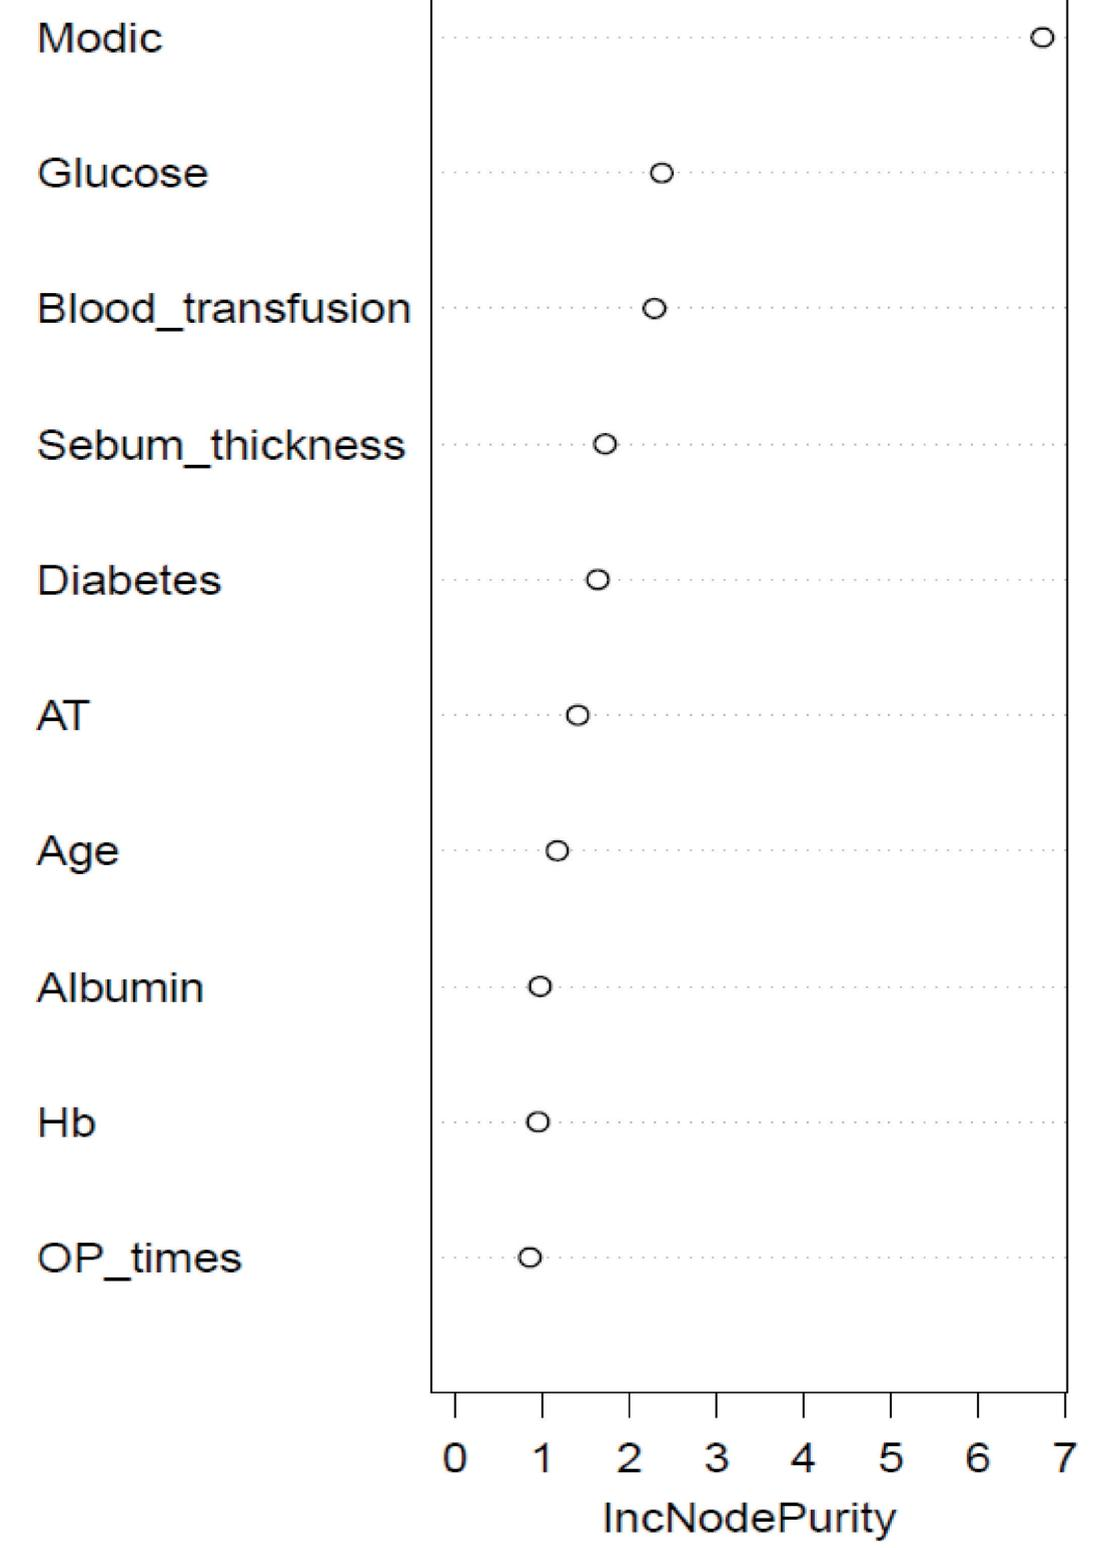 Modic
Glucose
Blood_transfusion
Sebum_thickness
Diabetes
AT
Age
Albumin
Hb
OP_times
0 1 2 3 4 5 6 7
IncNodePurity